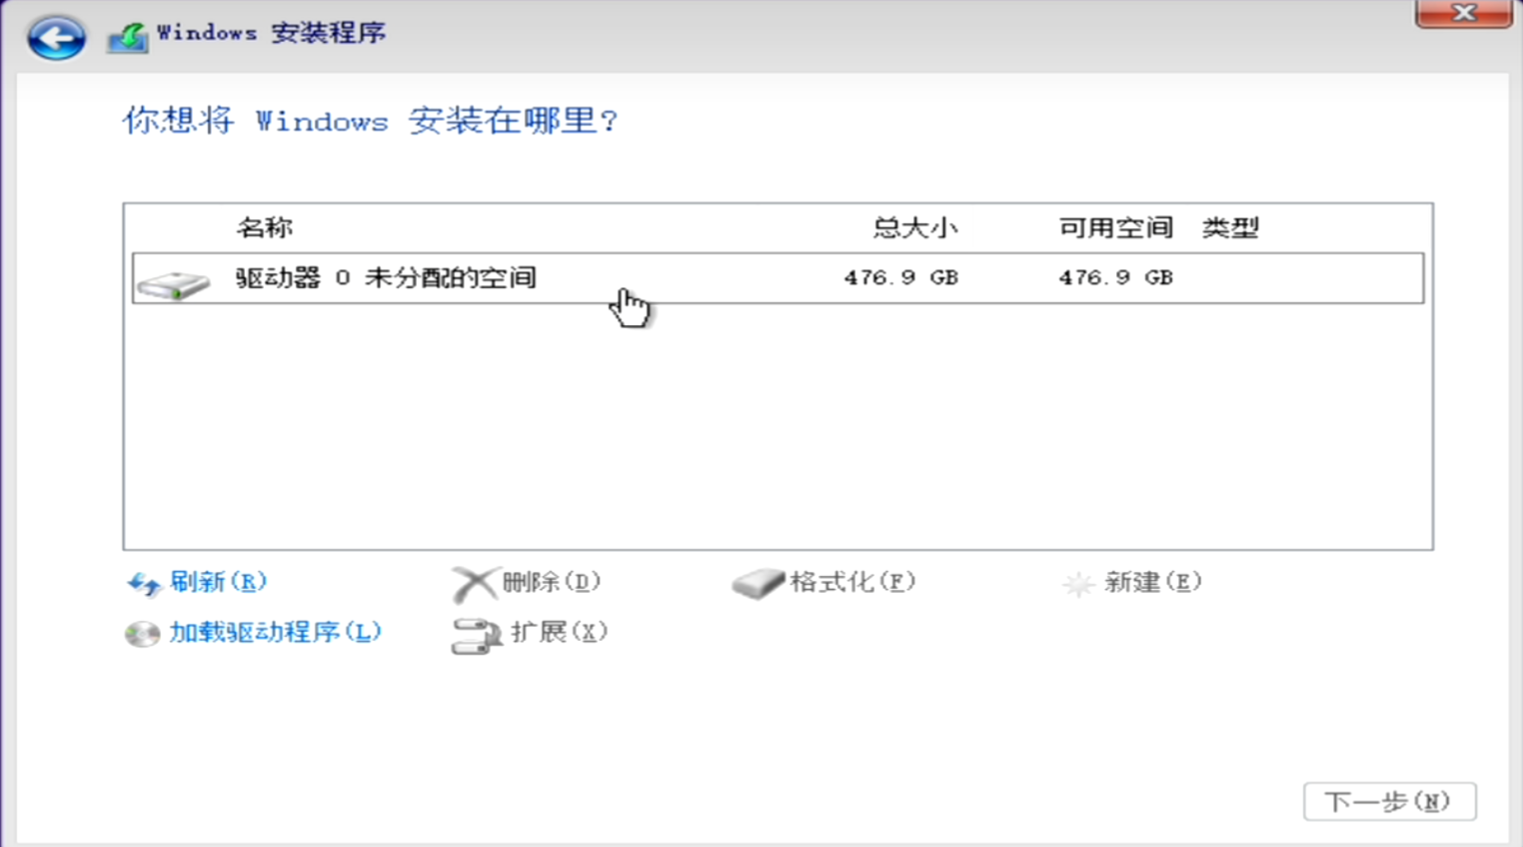 Windows 安装程序
你想将 Windows 安装在哪里?
名称 总大小 可用空间 类型
驱动器 0 未分配的空间 476.9 GB 476.9 GB
刷新(R) 删除(D) 格式化(F) 新建(E)
加载驱动程序(L) 扩展(X)
下一步(N)